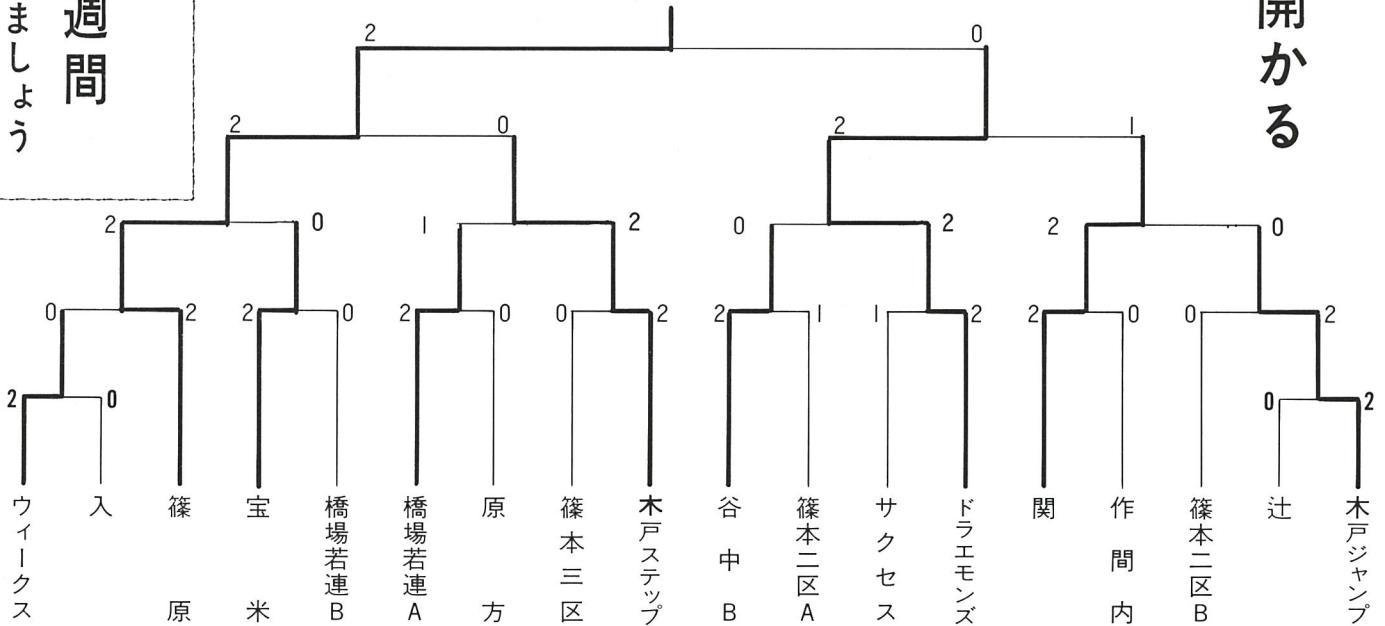 開かる
週間
ましょう
2 0
2 0 2 1
2 0 1 2 0 2 2 0
0 2 2 0 2 0 0 2 2 1 1 2 2 0 0 2
2 0 0 2
ウィークス
入
篠原
宝米
橋場若連B
橋場若連A
原方
篠本三区
木戸ステップ
谷中B
篠本二区A
サクセス
ドラエモンズ
関
作間内
篠本二区B
辻
木戸ジャンプ